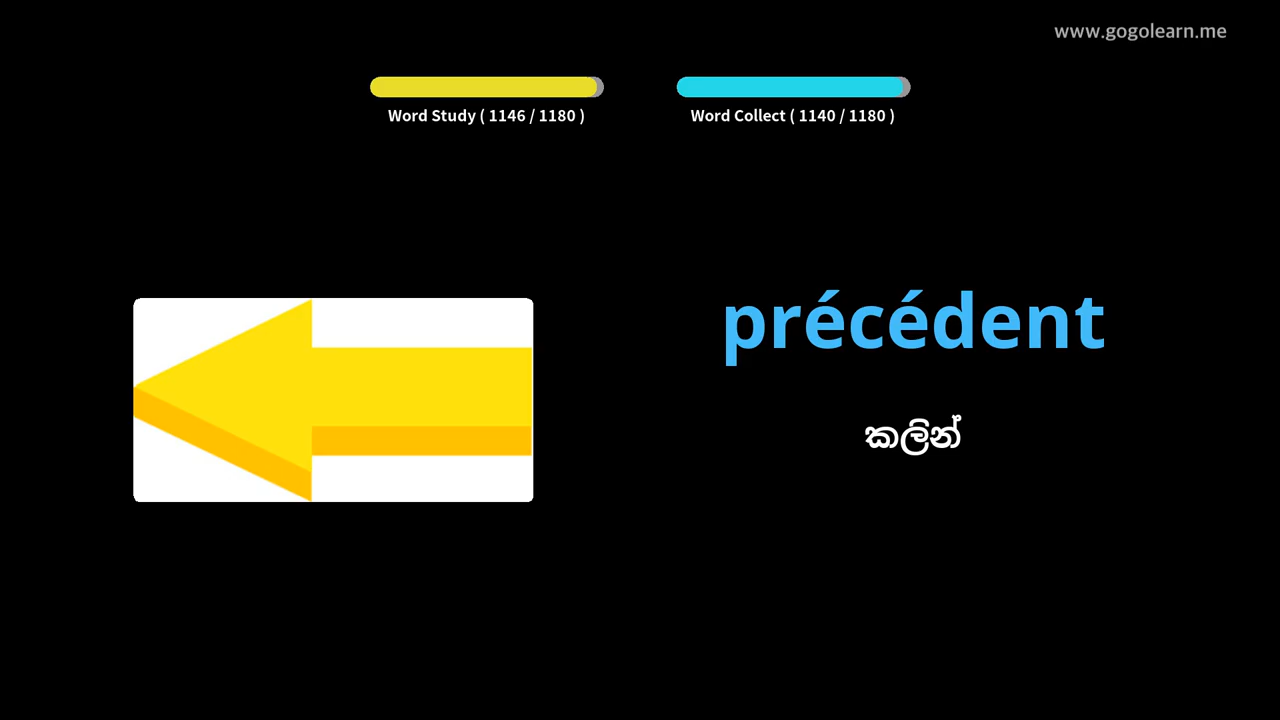 www.gogolearn.me
Word Study ( 1146 / 1180 )
Word Collect ( 1140 / 1180 )
précédent
කලින්